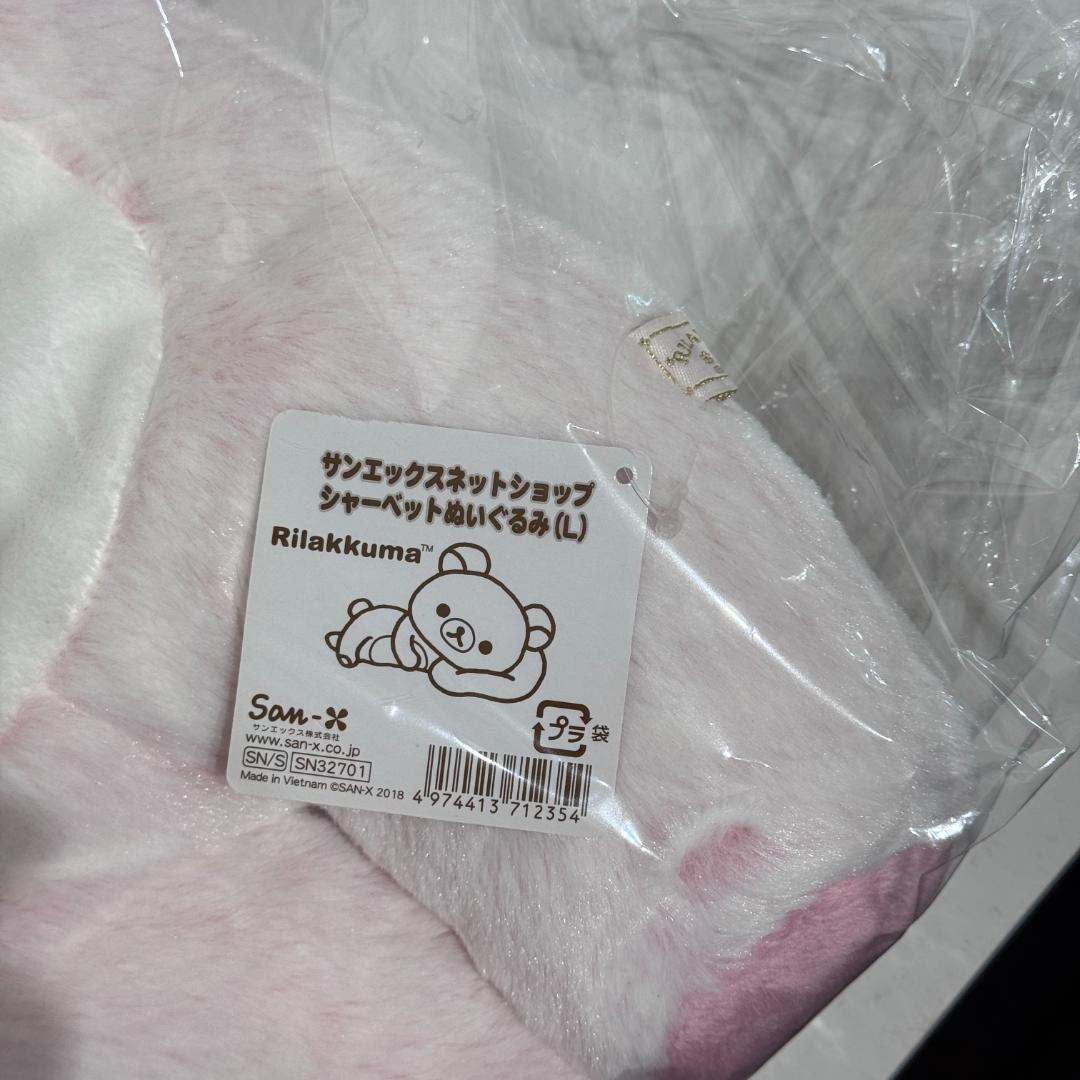 サンエックスネットショップ
シャーベットぬいぐるみ(L)
Rilakkuma™
San-X
サンエックス株式会社
www.san-x.co.jp
SN/S SN32701
Made in Vietnam ©SAN-X 2018
プラ 袋
4 974413 712354